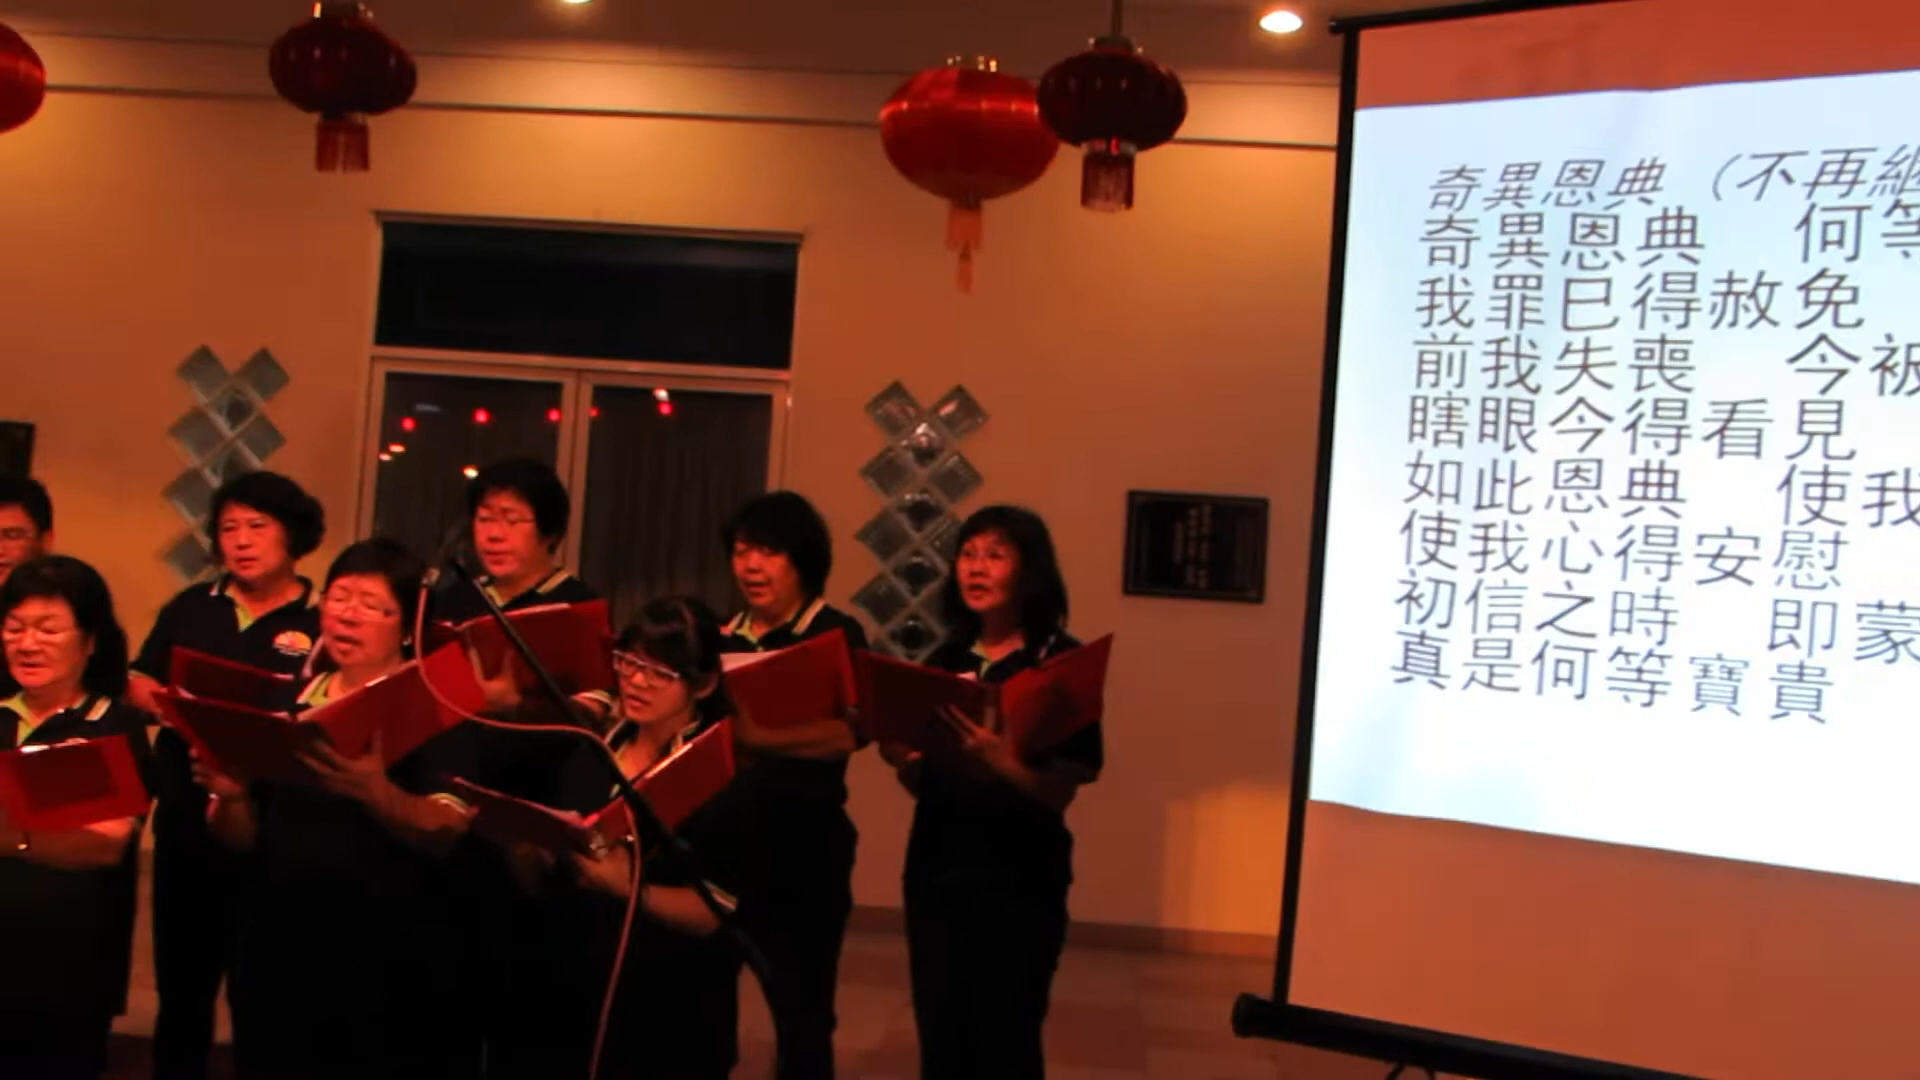 奇異恩典 （不再繼
奇異恩典 何等
我罪已得赦免
前我失喪 今被
瞎眼今得看見
如此恩典 使我
使我心得安慰
初信之時 即蒙
真是何等寶貴